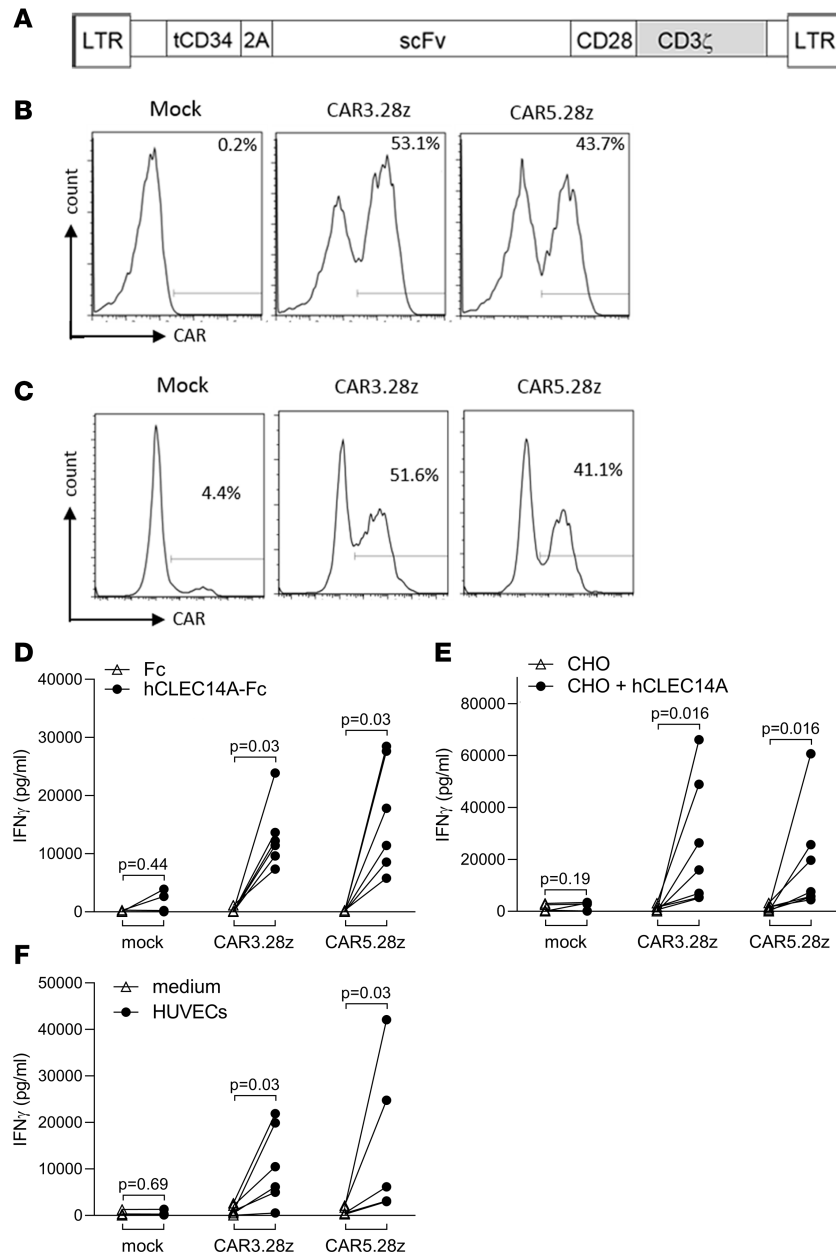 A
LTR tCD34 2A scFv CD28 CD3ζ LTR
B
Mock CAR3.28z CAR5.28z
0.2% 53.1% 43.7%
count
CAR
C
Mock CAR3.28z CAR5.28z
4.4% 51.6% 41.1%
count
CAR
D
Fc
hCLEC14A-Fc
IFNγ (pg/ml)
40000
30000
20000
10000
0
p=0.44 p=0.03 p=0.03
mock CAR3.28z CAR5.28z
E
CHO
CHO + hCLEC14A
IFNγ (pg/ml)
80000
60000
40000
20000
0
p=0.19 p=0.016 p=0.016
mock CAR3.28z CAR5.28z
F
medium
HUVECs
IFNγ (pg/ml)
50000
40000
30000
20000
10000
0
p=0.69 p=0.03 p=0.03
mock CAR3.28z CAR5.28z